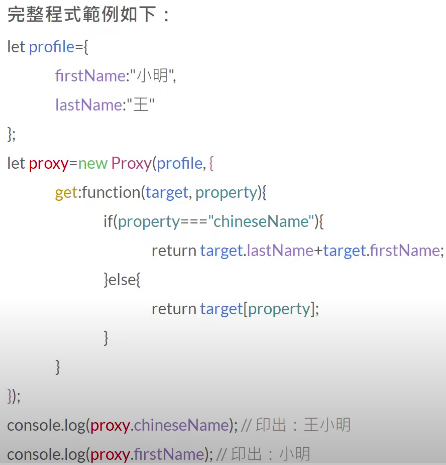 完整程式範例如下：
let profile={
firstName:"小明",
lastName:"王"
};
let proxy=new Proxy(profile, {
get:function(target, property){
if(property==="chineseName"){
return target.lastName+target.firstName;
}else{
return target[property];
}
}
});
console.log(proxy.chineseName); // 印出：王小明
console.log(proxy.firstName); // 印出：小明